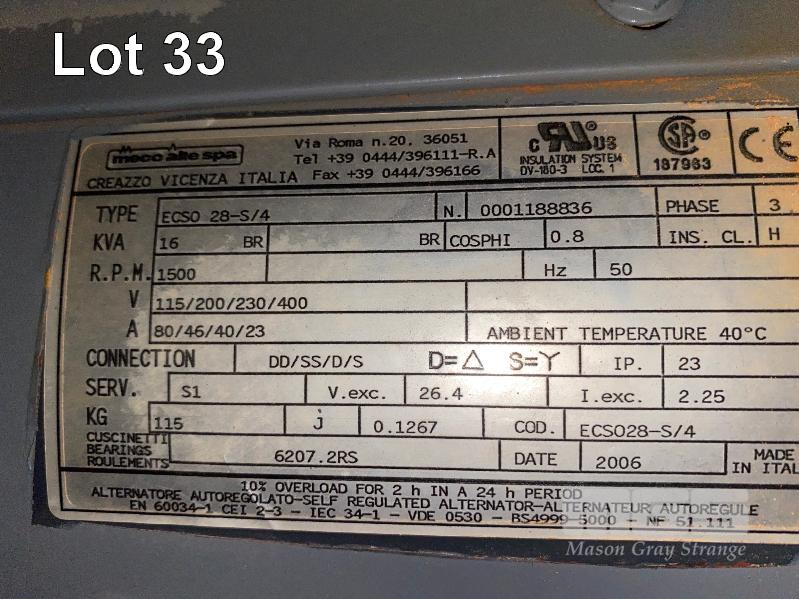 Lot 33
mecc alte spa
Via Roma n.20, 36051
Tel +39 0444/396111-R.A
CREAZZO VICENZA ITALIA Fax +39 0444/396166
c RU US
INSULATION SYSTEM
DV-180-3 LOC. 1
SA ®
187983
CE
TYPE ECSO 28-S/4 N. 0001188836 PHASE 3
KVA 16 BR BR COSPHI 0.8 INS. CL. H
R.P.M. 1500 Hz 50
V 115/200/230/400
A 80/46/40/23 AMBIENT TEMPERATURE 40°C
CONNECTION DD/SS/D/S D=△ S=Y IP. 23
SERV. S1 V.exc. 26.4 I.exc. 2.25
KG 115 j 0.1267 COD. ECSO28-S/4
CUSCINETTI
BEARINGS
ROULEMENTS
6207.2RS DATE 2006 MADE
IN ITAL
10% OVERLOAD FOR 2 h IN A 24 h PERIOD
ALTERNATORE AUTOREGOLATO-SELF REGULATED ALTERNATOR-ALTERNATEUR AUTOREGULE
EN 60034-1 CEI 2-3 - IEC 34-1 - VDE 0530 - BS4999-5000 - NF 51.111
Mason Gray Strange